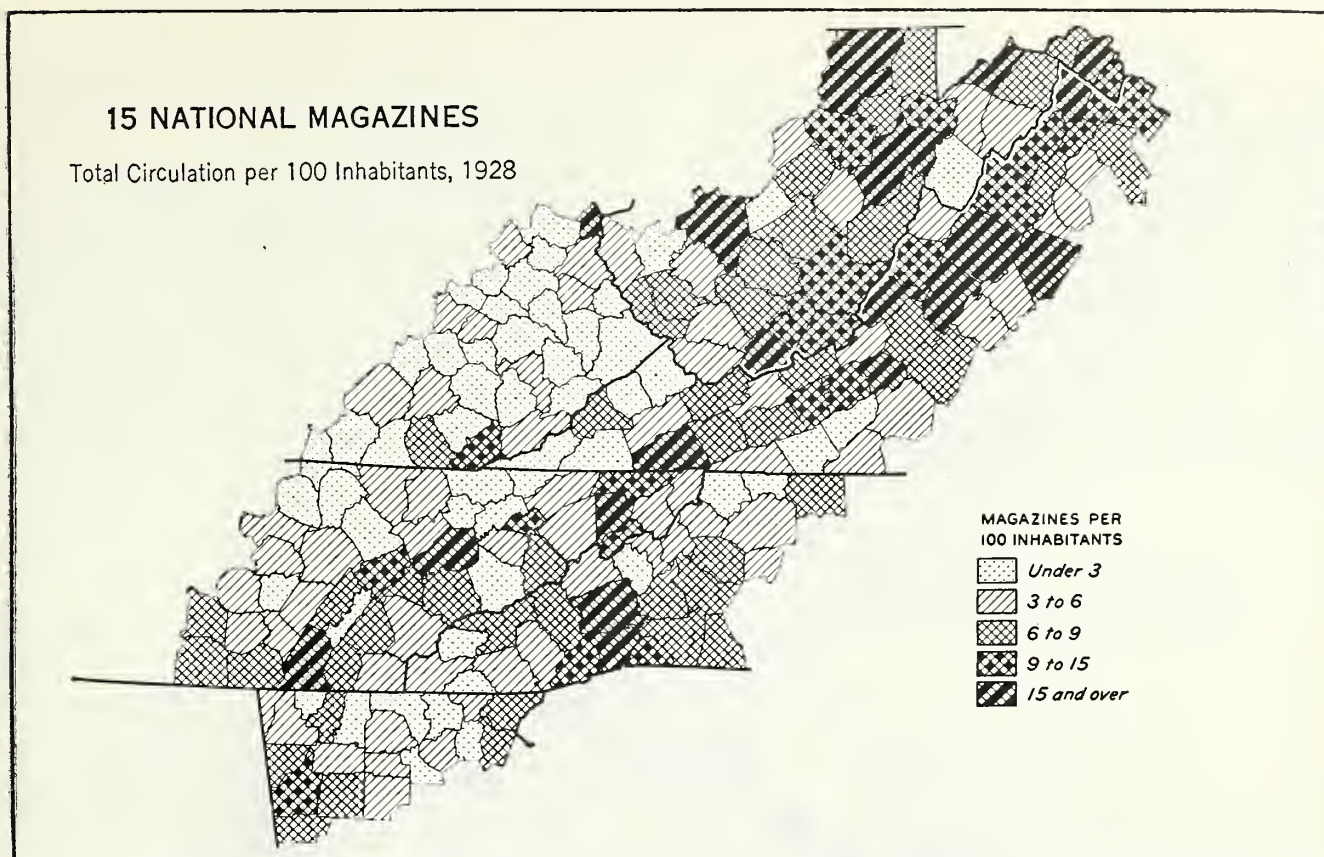 15 NATIONAL MAGAZINES
Total Circulation per 100 Inhabitants, 1928
MAGAZINES PER
100 INHABITANTS
Under 3
3 to 6
6 to 9
9 to 15
15 and over